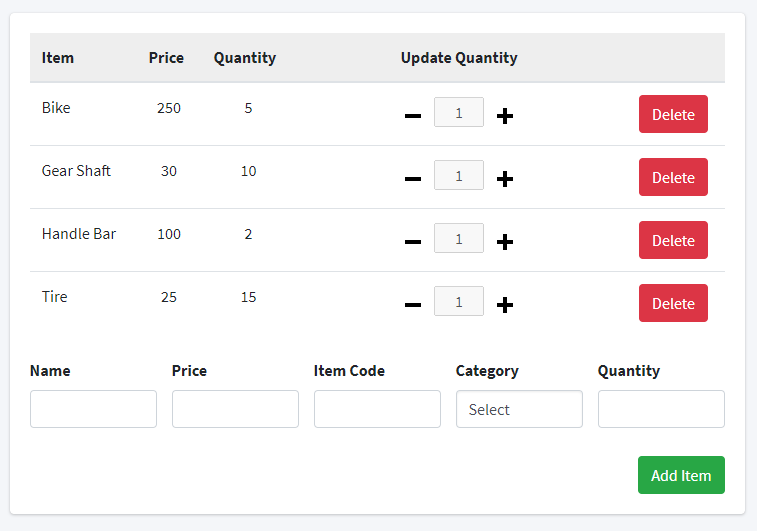 Item Price Quantity Update Quantity
Bike 250 5 1 Delete
Gear Shaft 30 10 1 Delete
Handle Bar 100 2 1 Delete
Tire 25 15 1 Delete
Name Price Item Code Category Quantity
Select
Add Item